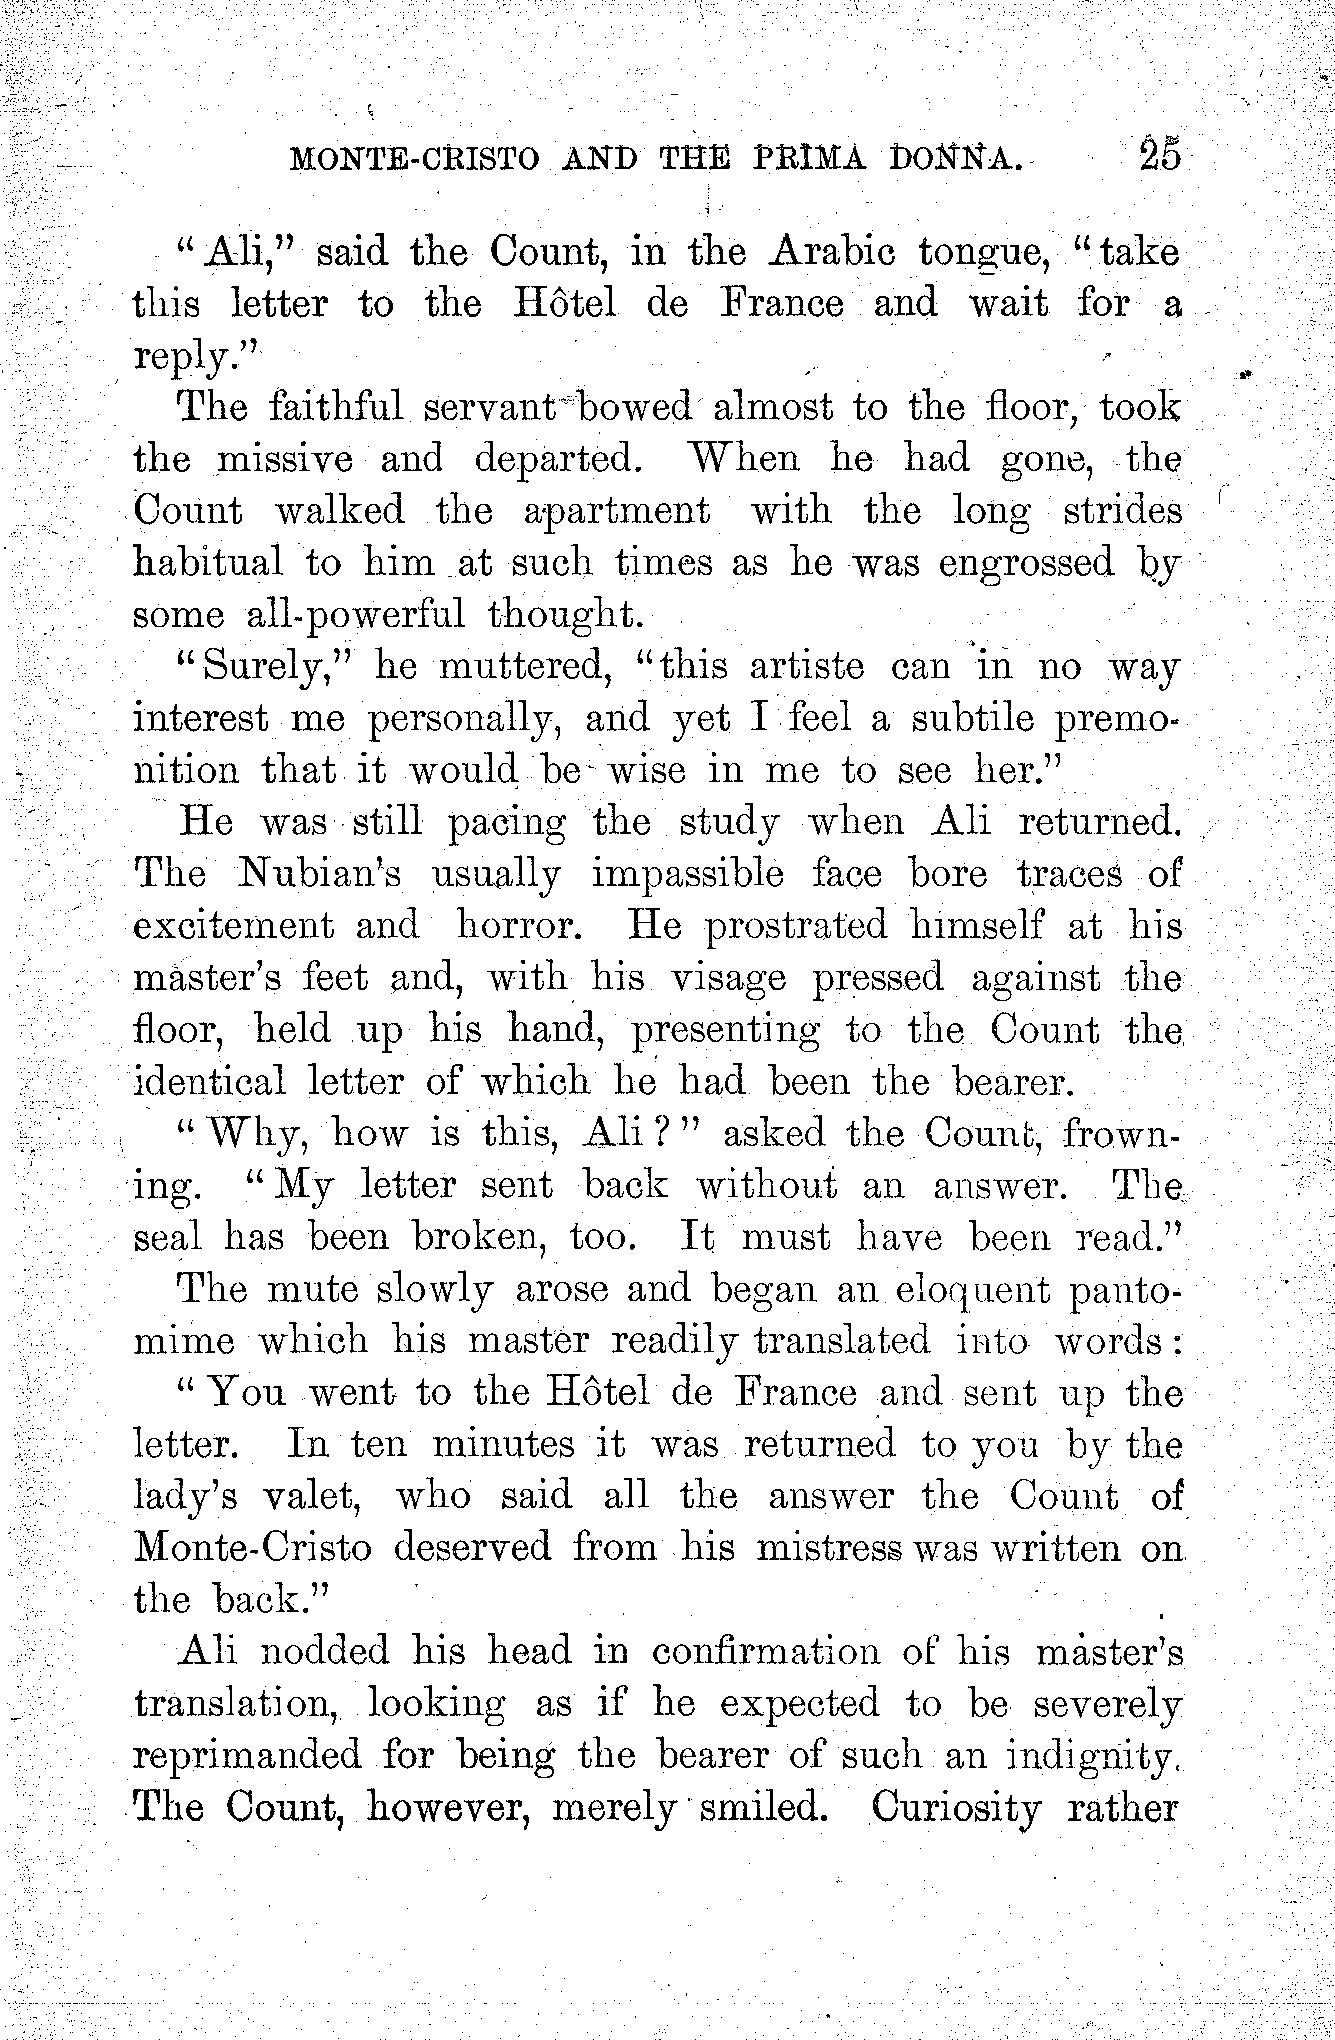 MONTE-CRISTO AND THE PRIMA DONNA. 25
“Ali,” said the Count, in the Arabic tongue, “take
this letter to the Hôtel de France and wait for a
reply.”
The faithful servant bowed almost to the floor, took
the missive and departed. When he had gone, the
Count walked the apartment with the long strides
habitual to him at such times as he was engrossed by
some all-powerful thought.
“Surely,” he muttered, “this artiste can in no way
interest me personally, and yet I feel a subtile premo-
nition that it would be wise in me to see her.”
He was still pacing the study when Ali returned.
The Nubian's usually impassible face bore traces of
excitement and horror. He prostrated himself at his
master's feet and, with his visage pressed against the
floor, held up his hand, presenting to the Count the
identical letter of which he had been the bearer.
“Why, how is this, Ali?” asked the Count, frown-
ing. “My letter sent back without an answer. The
seal has been broken, too. It must have been read.”
The mute slowly arose and began an eloquent panto-
mime which his master readily translated into words:
“You went to the Hôtel de France and sent up the
letter. In ten minutes it was returned to you by the
lady's valet, who said all the answer the Count of
Monte-Cristo deserved from his mistress was written on
the back.”
Ali nodded his head in confirmation of his master's
translation, looking as if he expected to be severely
reprimanded for being the bearer of such an indignity.
The Count, however, merely smiled. Curiosity rather